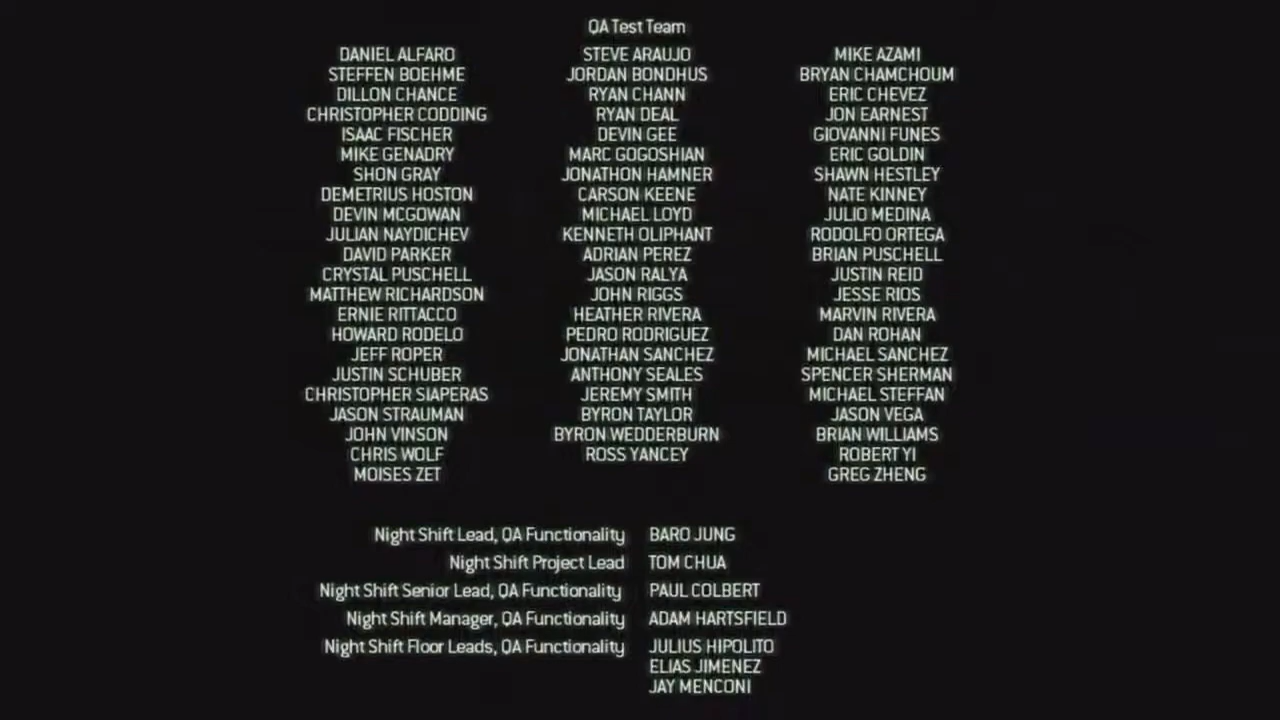 QA Test Team
DANIEL ALFARO STEVE ARAUJO MIKE AZAMI
STEFFEN BOEHME JORDAN BONDHUS BRYAN CHAMCHOUM
DILLON CHANCE RYAN CHANN ERIC CHEVEZ
CHRISTOPHER CODDING RYAN DEAL JON EARNEST
ISAAC FISCHER DEVIN GEE GIOVANNI FUNES
MIKE GENADRY MARC GOGOSHIAN ERIC GOLDIN
SHON GRAY JONATHON HAMNER SHAWN HESTLEY
DEMETRIUS HOSTON CARSON KEENE NATE KINNEY
DEVIN MCGOWAN MICHAEL LOYD JULIO MEDINA
JULIAN NAYDICHEV KENNETH OLIPHANT RODOLFO ORTEGA
DAVID PARKER ADRIAN PEREZ BRIAN PUSCHELL
CRYSTAL PUSCHELL JASON RALYA JUSTIN REID
MATTHEW RICHARDSON JOHN RIGGS JESSE RIOS
ERNIE RITTACCO HEATHER RIVERA MARVIN RIVERA
HOWARD RODELO PEDRO RODRIGUEZ DAN ROHAN
JEFF ROPER JONATHAN SANCHEZ MICHAEL SANCHEZ
JUSTIN SCHUBER ANTHONY SEALES SPENCER SHERMAN
CHRISTOPHER SIAPERAS JEREMY SMITH MICHAEL STEFFAN
JASON STRAUMAN BYRON TAYLOR JASON VEGA
JOHN VINSON BYRON WEDDERBURN BRIAN WILLIAMS
CHRIS WOLF ROSS YANCEY ROBERT YI
MOISES ZET GREG ZHENG
Night Shift Lead, QA Functionality BARO JUNG
Night Shift Project Lead TOM CHUA
Night Shift Senior Lead, QA Functionality PAUL COLBERT
Night Shift Manager, QA Functionality ADAM HARTSFIELD
Night Shift Floor Leads, QA Functionality JULIUS HIPOLITO
ELIAS JIMENEZ
JAY MENCONI